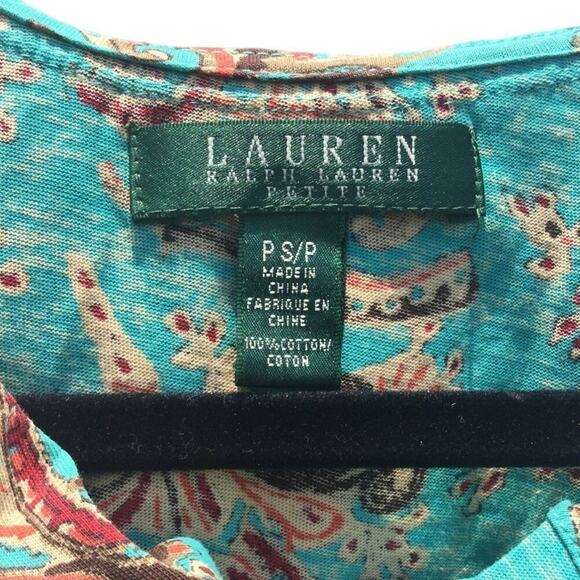 LAUREN
RALPH LAUREN
PETITE
P S/P
MADE IN
CHINA
FABRIQUE EN
CHINE
100% COTTON/
COTON